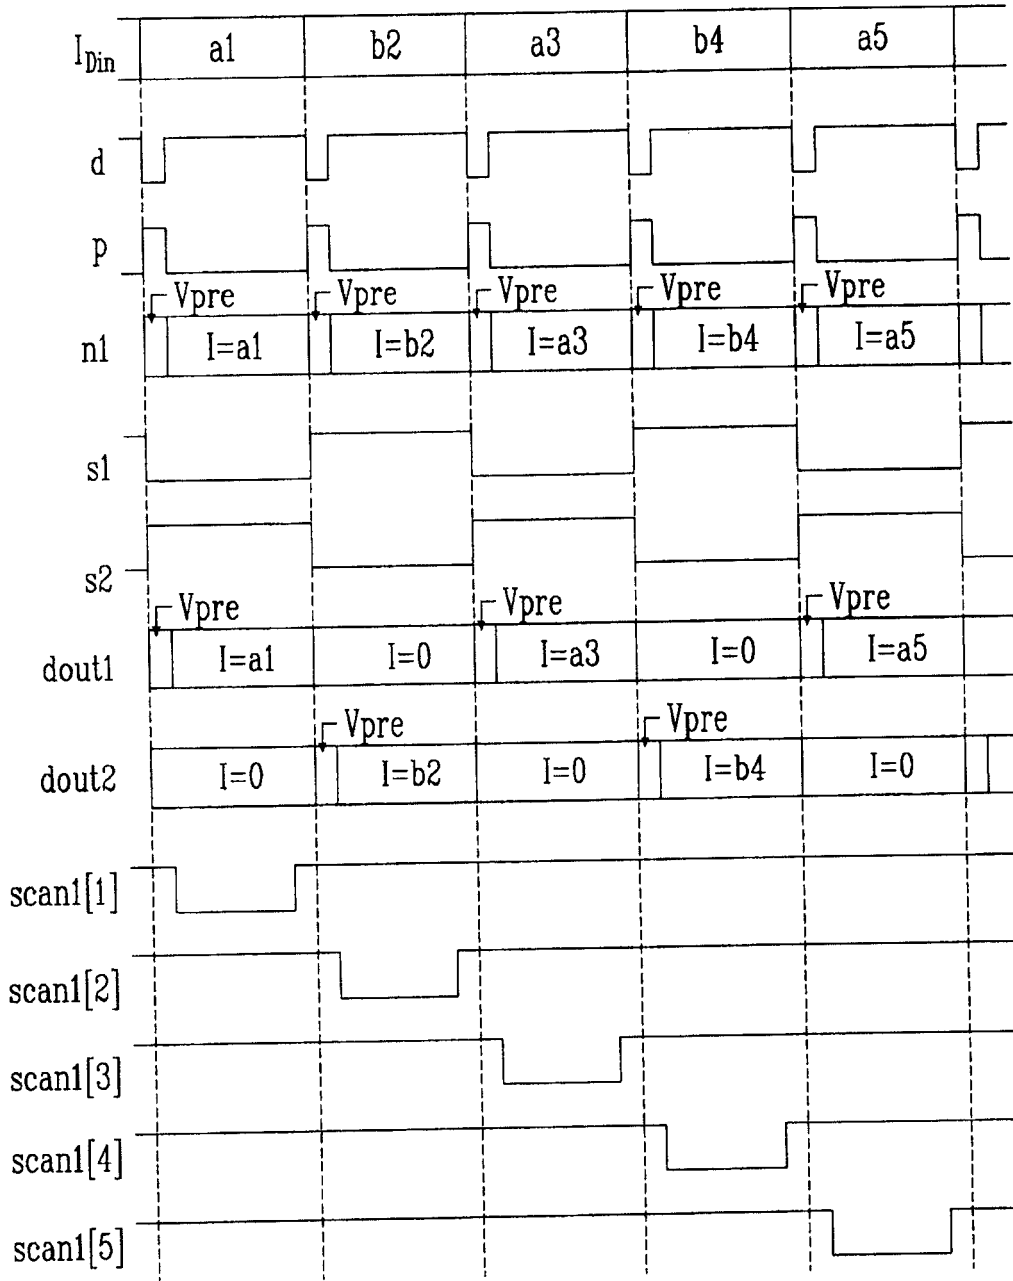 I_Din a1 b2 a3 b4 a5
d
p
Vpre Vpre Vpre Vpre Vpre
n1 I=a1 I=b2 I=a3 I=b4 I=a5
s1
s2
Vpre Vpre Vpre
dout1 I=a1 I=0 I=a3 I=0 I=a5
Vpre Vpre
dout2 I=0 I=b2 I=0 I=b4 I=0
scan1[1]
scan1[2]
scan1[3]
scan1[4]
scan1[5]